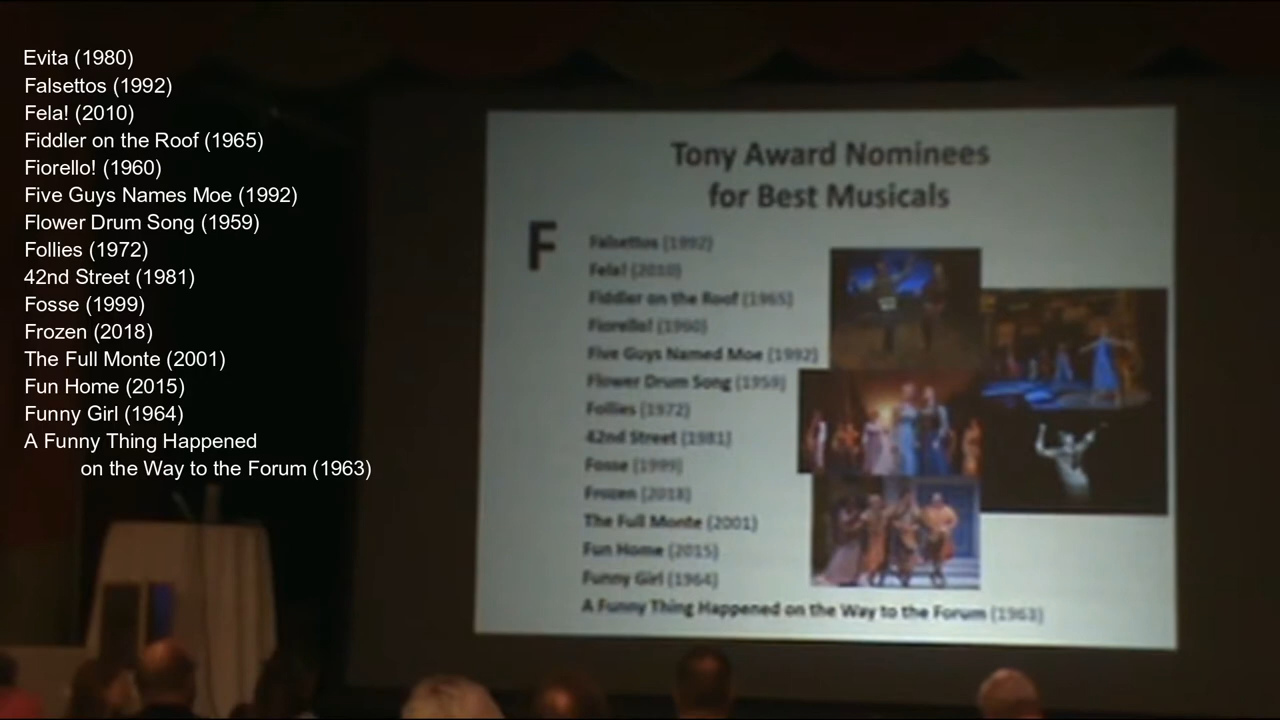 Evita (1980)
Falsettos (1992)
Fela! (2010)
Fiddler on the Roof (1965)
Fiorello! (1960)
Five Guys Names Moe (1992)
Flower Drum Song (1959)
Follies (1972)
42nd Street (1981)
Fosse (1999)
Frozen (2018)
The Full Monte (2001)
Fun Home (2015)
Funny Girl (1964)
A Funny Thing Happened
on the Way to the Forum (1963)
Tony Award Nominees
for Best Musicals
F
Falsettos (1992)
Fela! (2010)
Fiddler on the Roof (1965)
Fiorello! (1960)
Five Guys Named Moe (1992)
Flower Drum Song (1959)
Follies (1972)
42nd Street (1981)
Fosse (1999)
Frozen (2018)
The Full Monte (2001)
Fun Home (2015)
Funny Girl (1964)
A Funny Thing Happened on the Way to the Forum (1963)